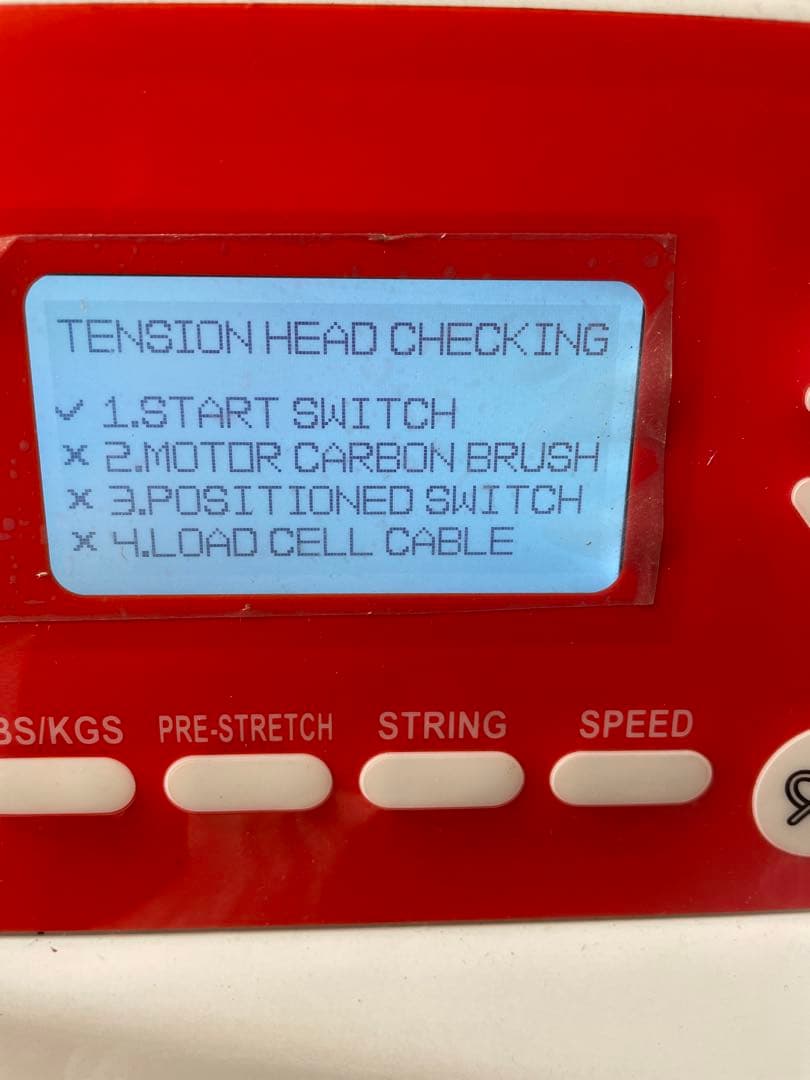 TENSION HEAD CHECKING
✓ 1.START SWITCH
× 2.MOTOR CARBON BRUSH
× 3.POSITIONED SWITCH
× 4.LOAD CELL CABLE
BS/KGS PRE-STRETCH STRING SPEED